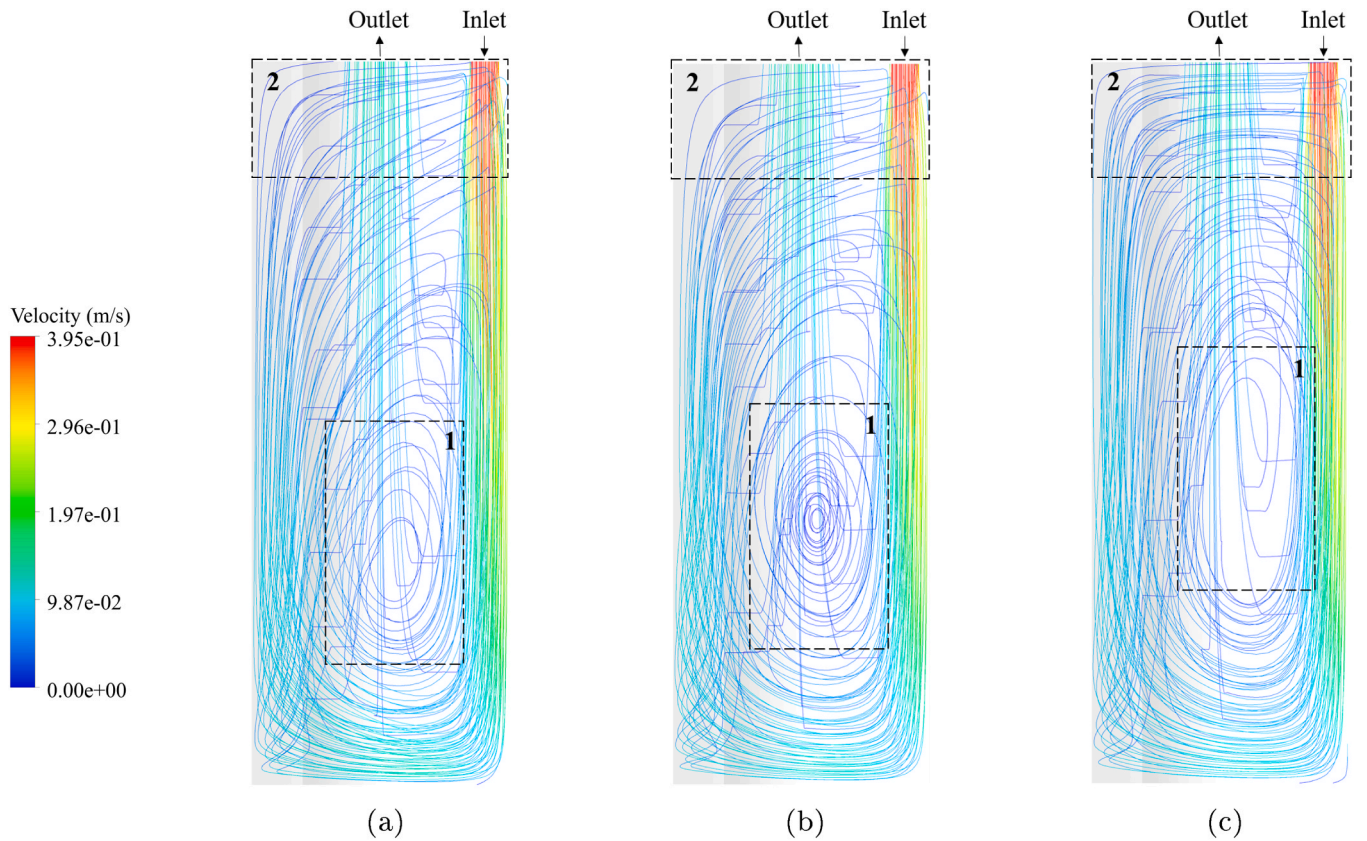 Outlet Inlet
Outlet Inlet
Outlet Inlet
2
2
2
Velocity (m/s)
3.95e-01
2.96e-01
1.97e-01
9.87e-02
0.00e+00
1
1
1
(a)
(b)
(c)